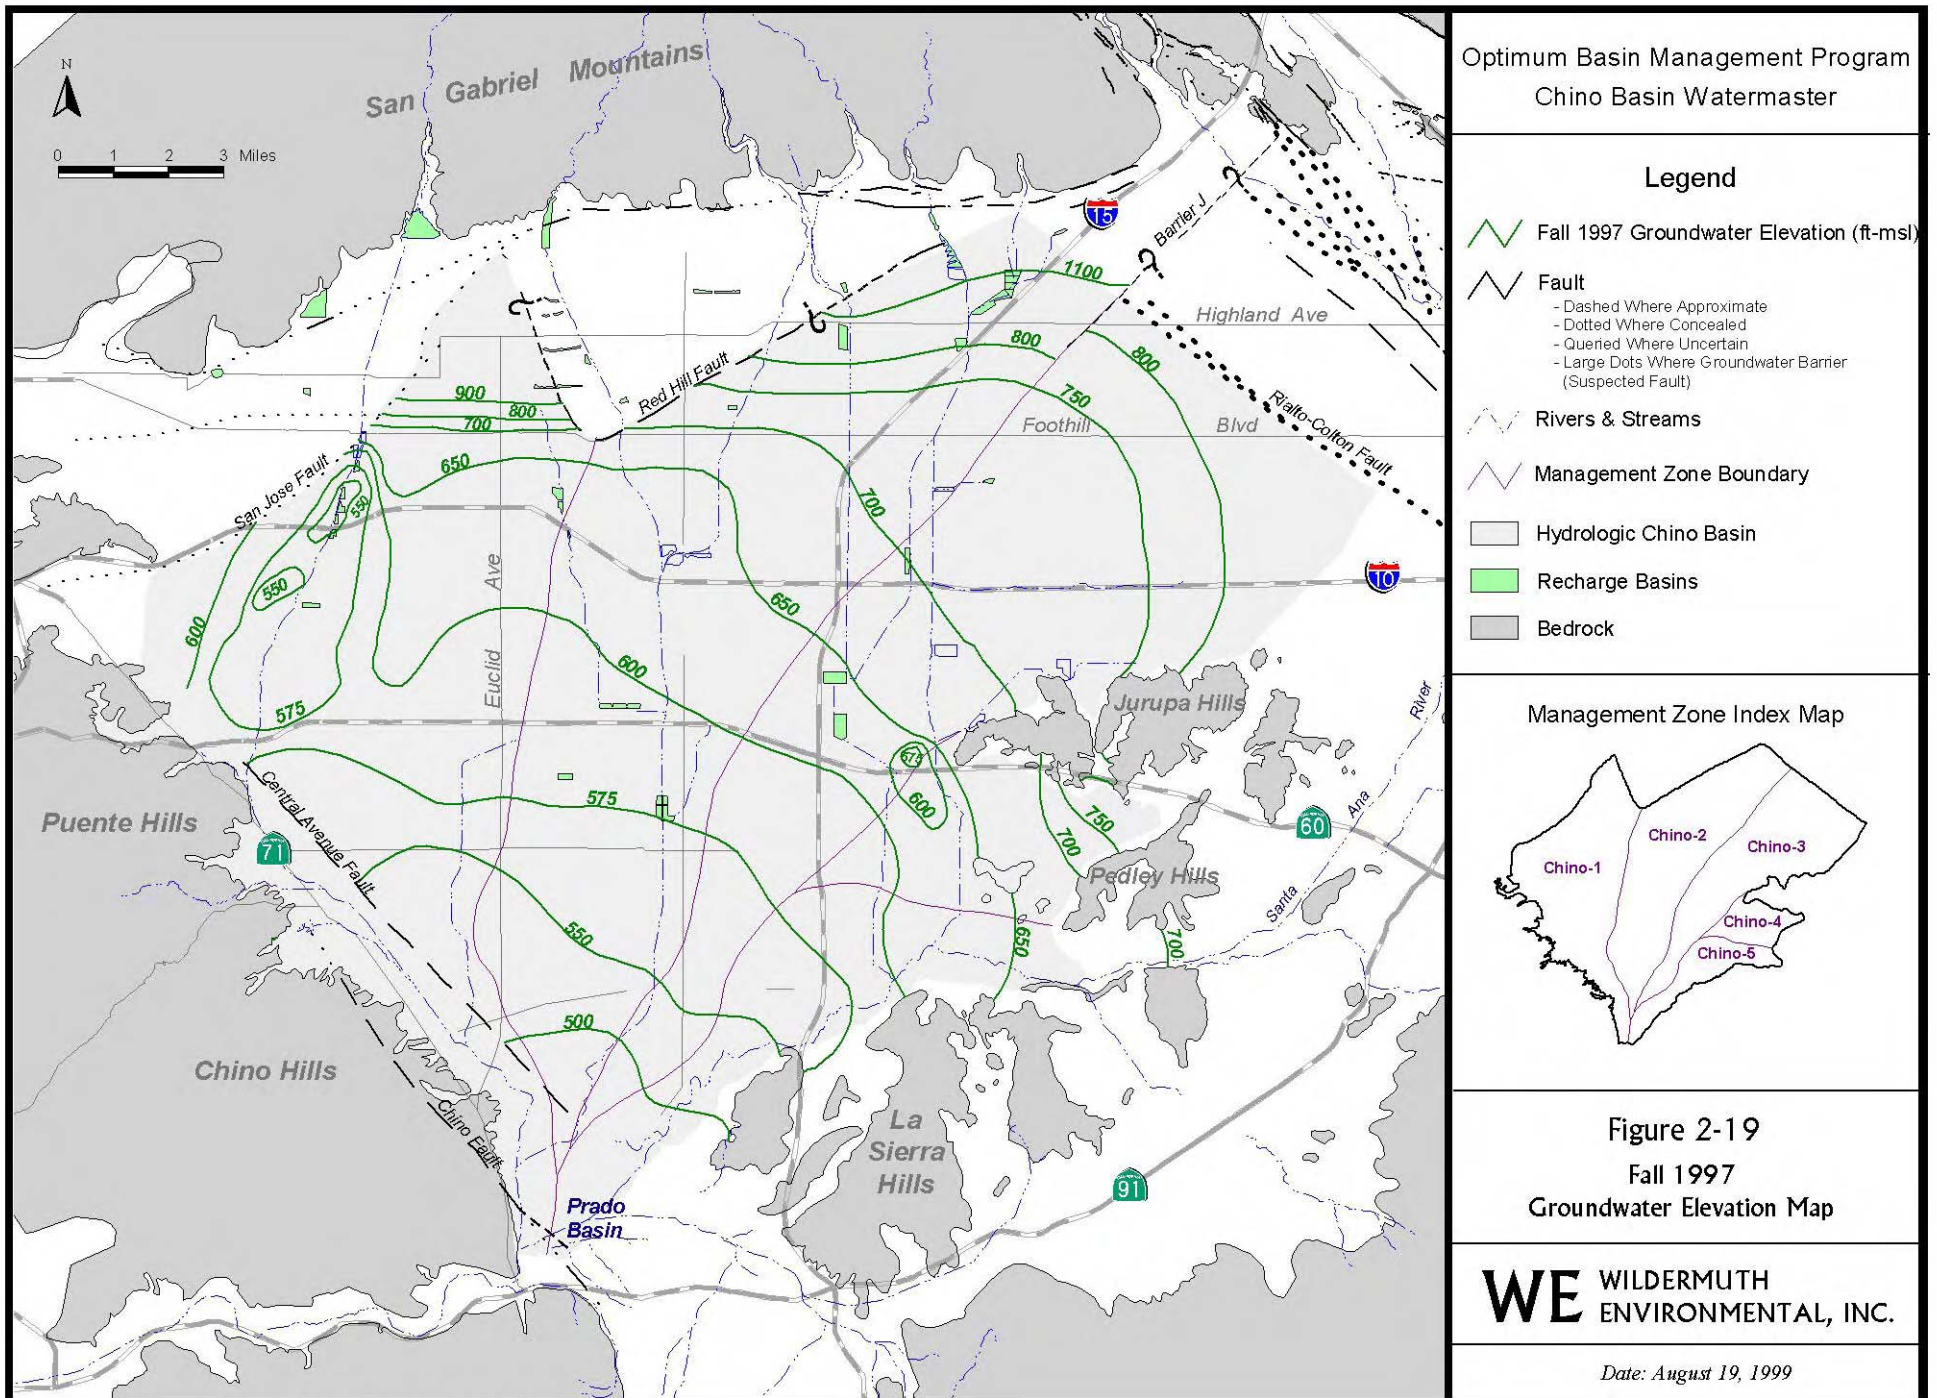 N
San Gabriel Mountains
0 1 2 3 Miles
15
Barrier J
?
?
?
1100
Highland Ave
800
800
900
800
700
Red Hill Fault
750
Foothill Blvd
Rialto-Colton Fault
650
San Jose Fault
550
700
10
550
Euclid Ave
650
600
600
575
Jurupa Hills
River
675
600
Central Avenue Fault
575
Puente Hills
71
750
700
60
Ana
Pedley Hills
Santa
550
650
700
500
Chino Hills
Chino Fault
La
Sierra
Hills
91
Prado
Basin
Optimum Basin Management Program
Chino Basin Watermaster
Legend
Fall 1997 Groundwater Elevation (ft-msl)
Fault
- Dashed Where Approximate
- Dotted Where Concealed
- Queried Where Uncertain
- Large Dots Where Groundwater Barrier
(Suspected Fault)
Rivers & Streams
Management Zone Boundary
Hydrologic Chino Basin
Recharge Basins
Bedrock
Management Zone Index Map
Chino-2
Chino-3
Chino-1
Chino-4
Chino-5
Figure 2-19
Fall 1997
Groundwater Elevation Map
WE WILDERMUTH
ENVIRONMENTAL, INC.
Date: August 19, 1999